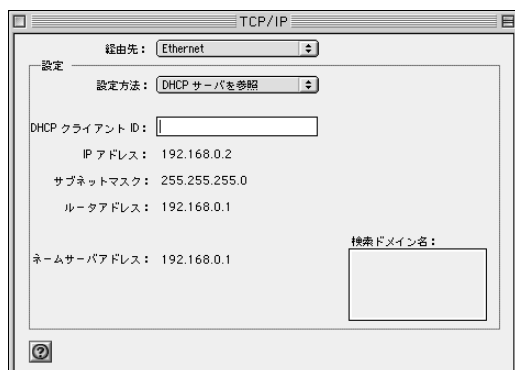 TCP/IP
経由先： Ethernet
設定
設定方法： DHCP サーバを参照
DHCP クライアント ID：
IP アドレス： 192.168.0.2
サブネットマスク： 255.255.255.0
ルータアドレス： 192.168.0.1
検索ドメイン名：
ネームサーバアドレス： 192.168.0.1
?